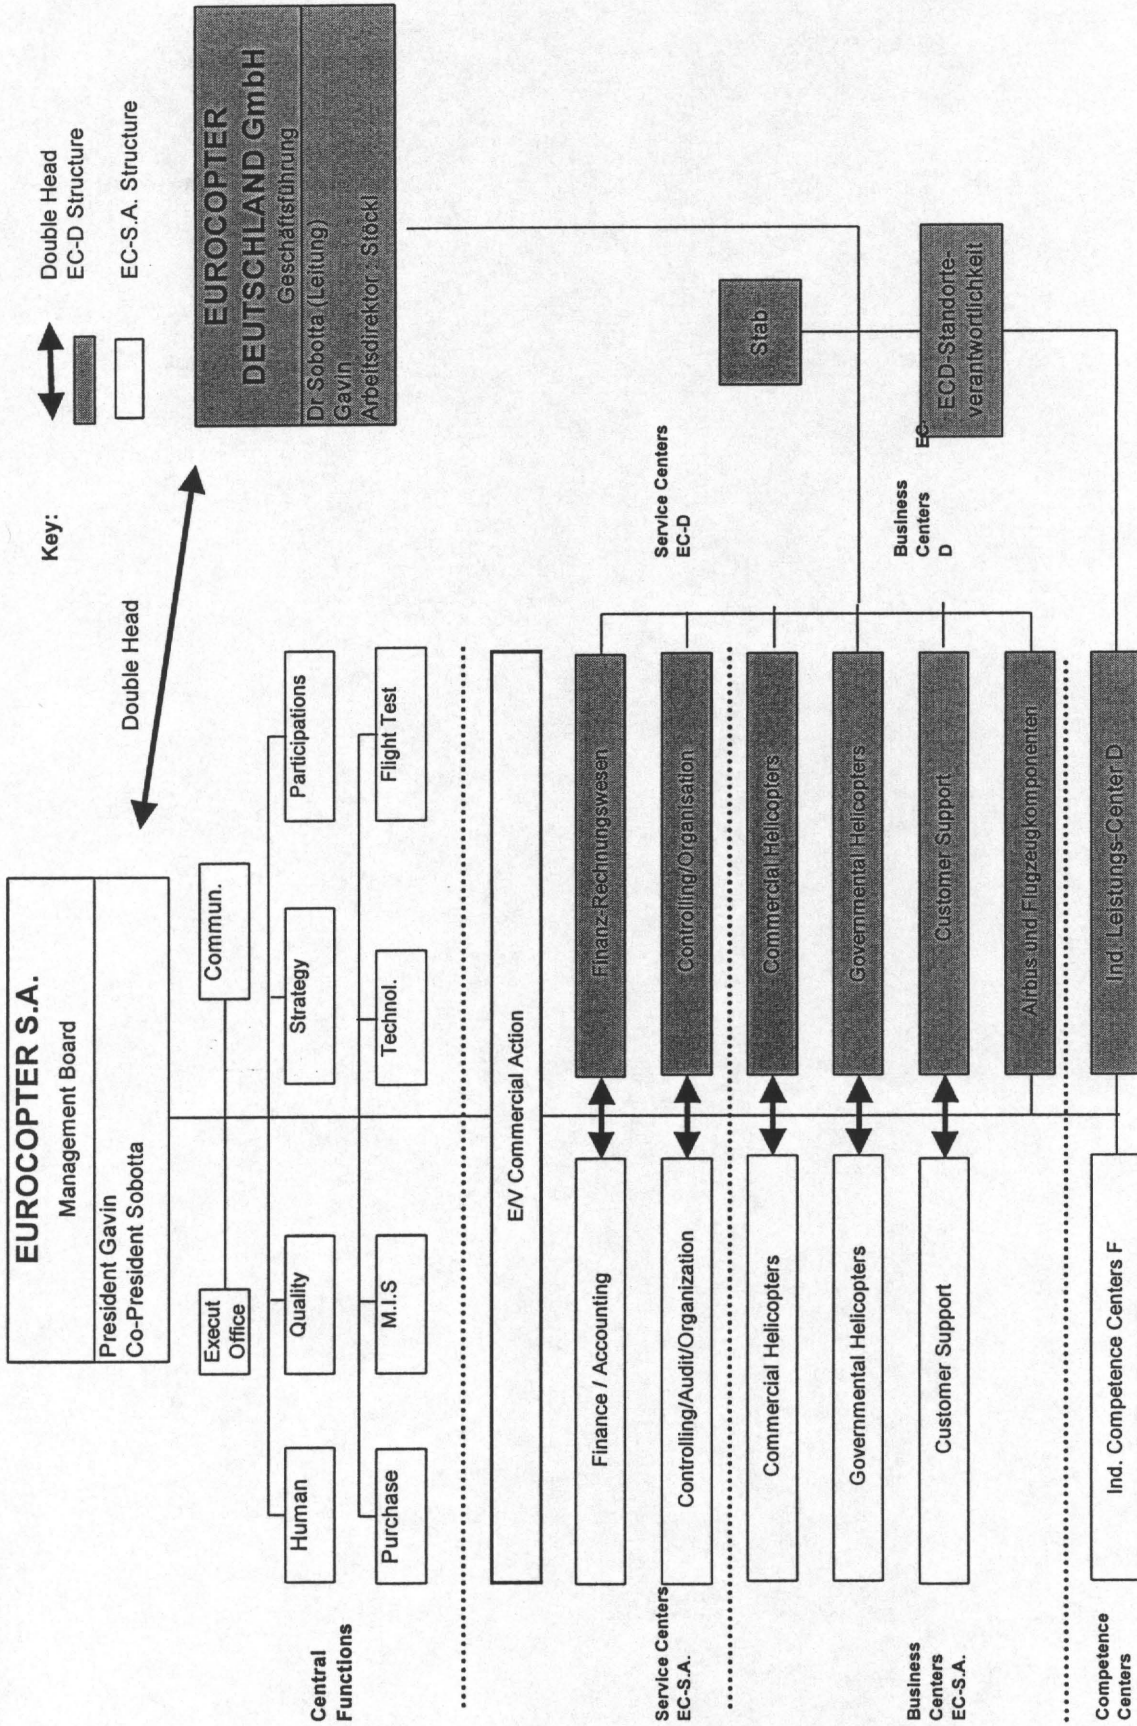 EUROCOPTER S.A.
Management Board
President Gavin
Co-President Sobotta
Double Head
Key:
Double Head
EC-D Structure
EC-S.A. Structure
EUROCOPTER
DEUTSCHLAND GmbH
Geschäftsführung
Dr Sobotta (Leitung)
Gavin
Arbeitsdirektor : Stöckl
Execut
Office
Commun.
Central
Functions
Human
Quality
Strategy
Participations
Purchase
M.I.S
Technol.
Flight Test
E/V Commercial Action
Service Centers
EC-S.A.
Finance / Accounting
Finanz-Rechnungswesen
Controlling/Audit/Organization
Controlling/Organisation
Service Centers
EC-D
Stab
Business
Centers
EC-S.A.
Commercial Helicopters
Commercial Helicopters
Governmental Helicopters
Governmental Helicopters
Customer Support
Customer Support
Airbus und Flugzeugkomponenten
Business
Centers EC
D
ECD-Standorte-
verantwortlichkeit
Competence
Centers
Ind. Competence Centers F
Ind. Leistungs-Center D